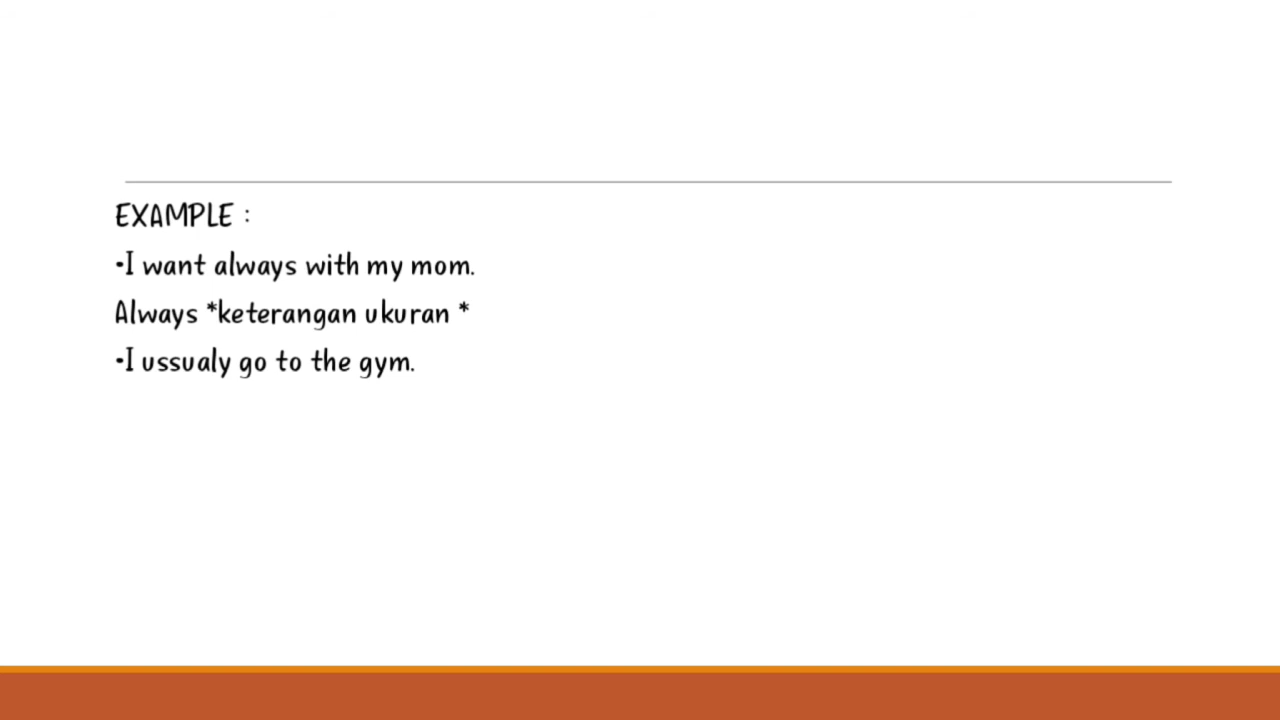 EXAMPLE :
•I want always with my mom.
Always *keterangan ukuran *
•I ussualy go to the gym.